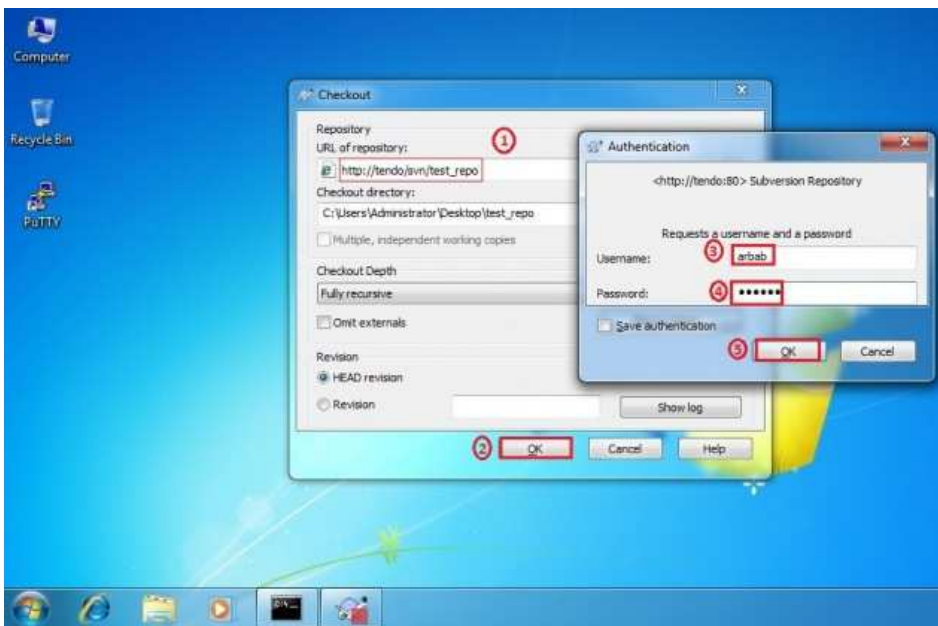 Computer
Recycle Bin
PuTTY
Checkout
Repository
URL of repository:
1
http://tendo/svn/test_repo
Checkout directory:
C:\Users\Administrator\Desktop\test_repo
Multiple, independent working copies
Checkout Depth
Fully recursive
Omit externals
Revision
HEAD revision
Revision
Show log
2
OK
Cancel
Help
Authentication
<http://tendo:80> Subversion Repository
Requests a username and a password
Username:
3
arbab
Password:
4
••••••
Save authentication
5
OK
Cancel